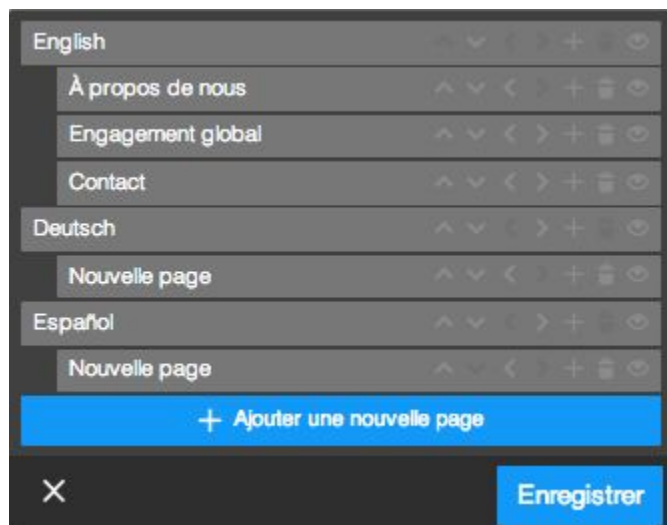 English
À propos de nous
Engagement global
Contact
Deutsch
Nouvelle page
Español
Nouvelle page
Ajouter une nouvelle page
Enregistrer